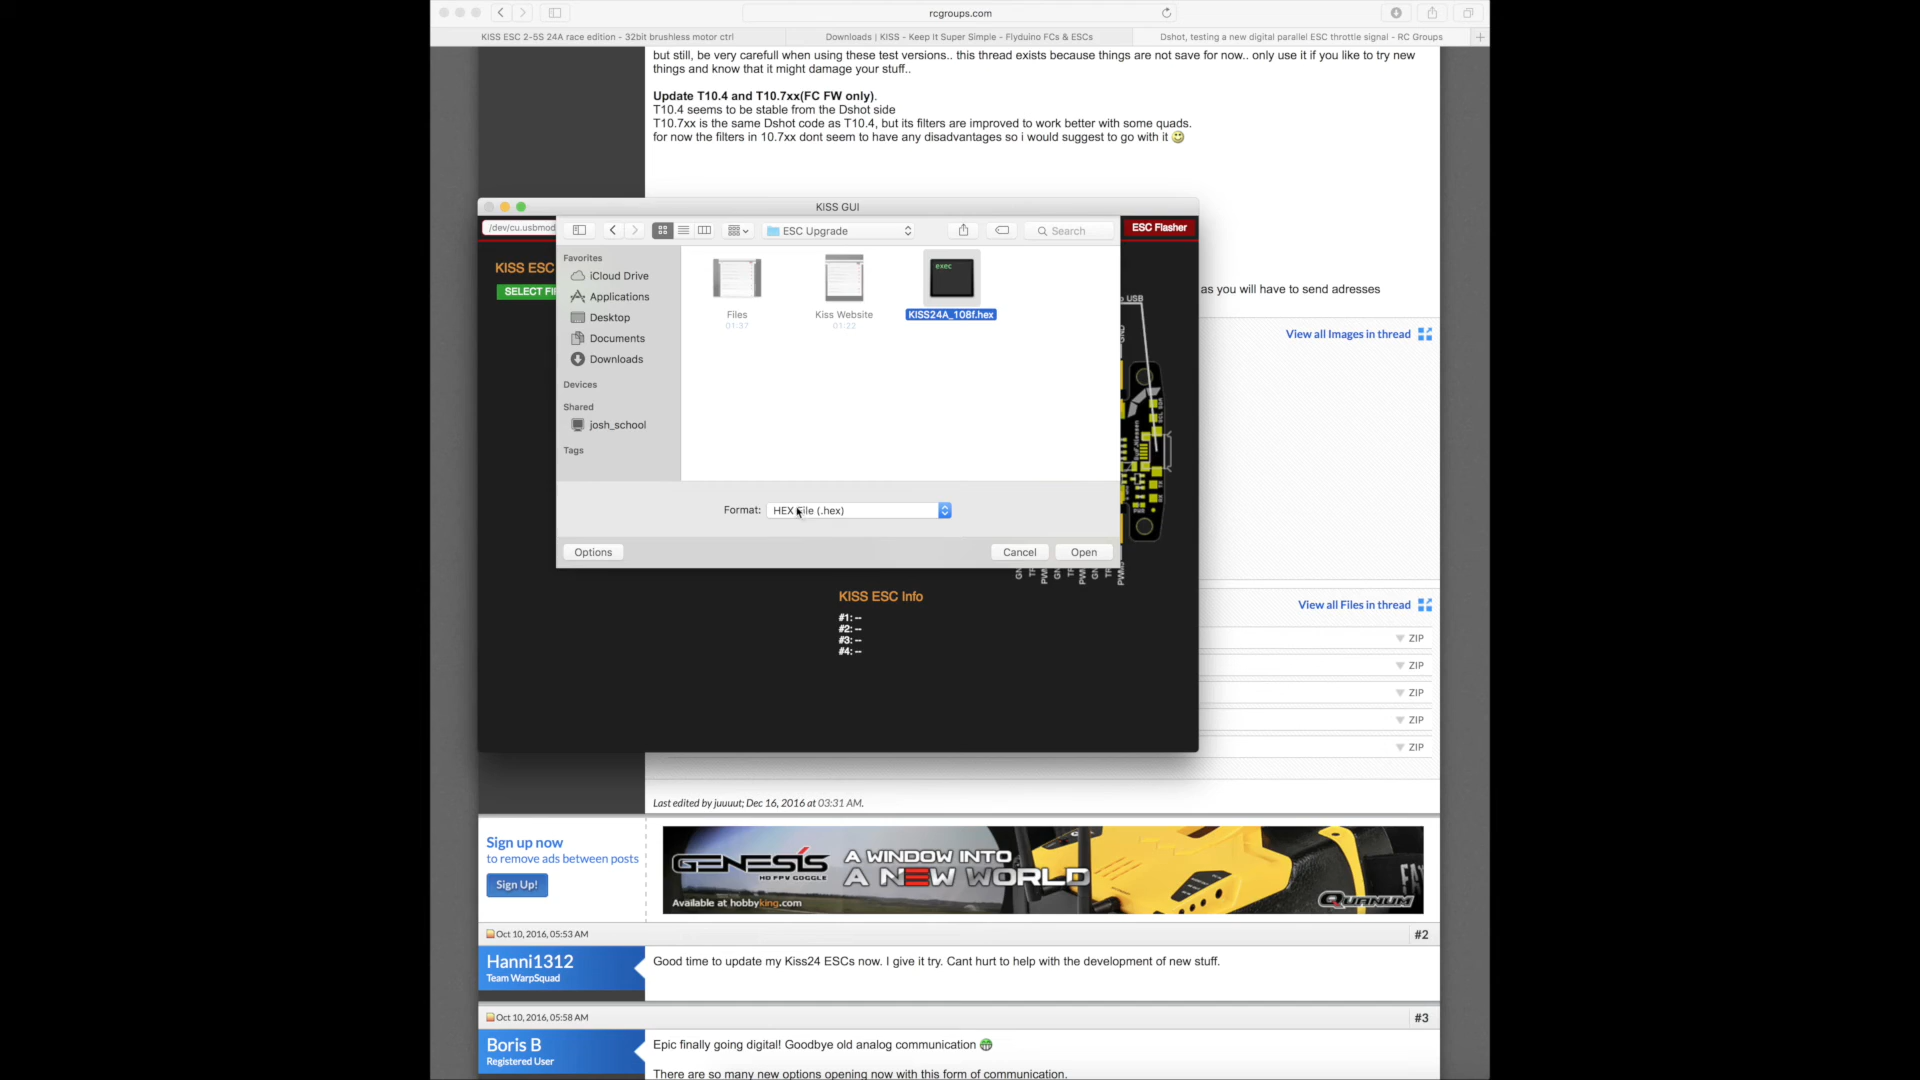 rcgroups.com
KISS ESC 2-5S 24A race edition - 32bit brushless motor ctrl
Downloads | KISS - Keep It Super Simple - Flyduino FCs & ESCs
Dshot, testing a new digital parallel ESC throttle signal - RC Groups
but still, be very carefull when using these test versions.. this thread exists because things are not save for now.. only use it if you like to try new
things and know that it might damage your stuff..
Update T10.4 and T10.7xx(FC FW only).
T10.4 seems to be stable from the Dshot side
T10.7xx is the same Dshot code as T10.4, but its filters are improved to work better with some quads.
for now the filters in 10.7xx dont seem to have any disadvantages so i would suggest to go with it
KISS GUI
/dev/cu.usbmod
ESC Upgrade
Search
ESC Flasher
KISS ESC
SELECT FI
Favorites
iCloud Drive
Applications
Desktop
Documents
Downloads
Devices
Shared
josh_school
Tags
exec
Files
01:37
Kiss Website
01:22
KISS24A_108f.hex
USB
GND
as you will have to send adresses
View all Images in thread
Format:
HEX File (.hex)
Options
Cancel
Open
PWM
PWM
KISS ESC Info
#1: --
#2: --
#3: --
#4: --
View all Files in thread
ZIP
ZIP
ZIP
ZIP
ZIP
Last edited by juuuut; Dec 16, 2016 at 03:31 AM.
Sign up now
to remove ads between posts
Sign Up!
GENESIS
HD FPV GOGGLE
A WINDOW INTO
A NEW WORLD
Available at hobbyking.com
QUANUM
Oct 10, 2016, 05:53 AM
#2
Hanni1312
Team WarpSquad
Good time to update my Kiss24 ESCs now. I give it try. Cant hurt to help with the development of new stuff.
Oct 10, 2016, 05:58 AM
#3
Boris B
Registered User
Epic finally going digital! Goodbye old analog communication
There are so many new options opening now with this form of communication.